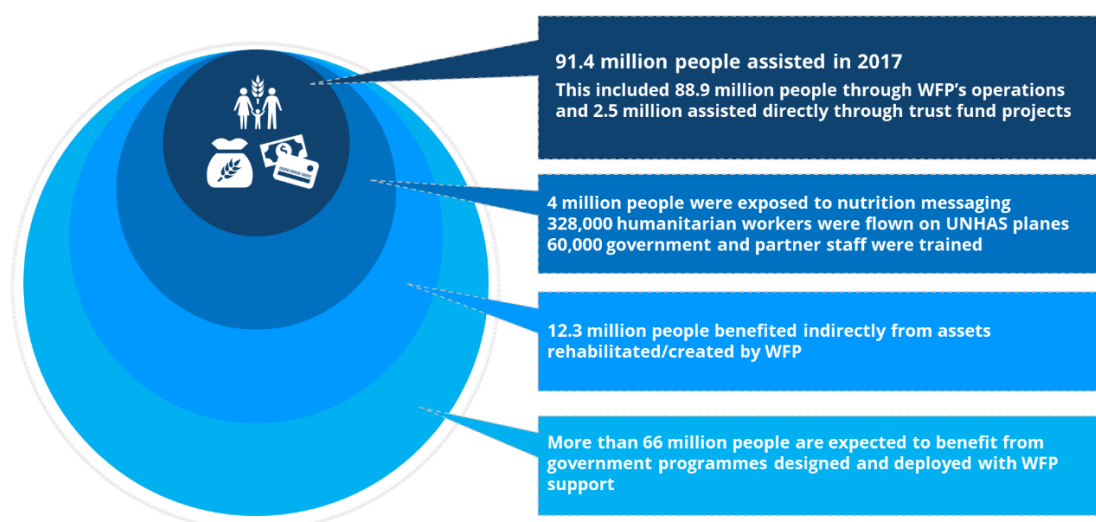 91.4 million people assisted in 2017
This included 88.9 million people through WFP’s operations
and 2.5 million assisted directly through trust fund projects
4 million people were exposed to nutrition messaging
328,000 humanitarian workers were flown on UNHAS planes
60,000 government and partner staff were trained
12.3 million people benefited indirectly from assets
rehabilitated/created by WFP
More than 66 million people are expected to benefit from
government programmes designed and deployed with WFP
support